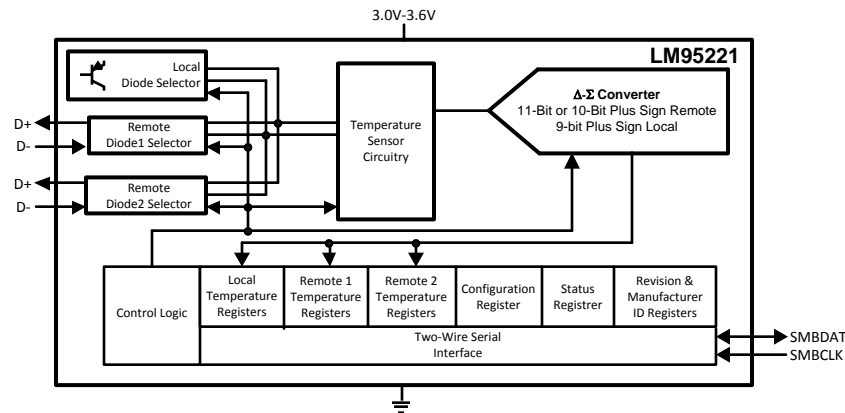 3.0V-3.6V
LM95221
Local
Diode Selector
D+
D-
Remote
Diode1 Selector
D+
D-
Remote
Diode2 Selector
Temperature
Sensor
Circuitry
Δ-Σ Converter
11-Bit or 10-Bit Plus Sign Remote
9-bit Plus Sign Local
Control Logic
Local
Temperature
Registers
Remote 1
Temperature
Registers
Remote 2
Temperature
Registers
Configuration
Register
Status
Registrer
Revision &
Manufacturer
ID Registers
Two-Wire Serial
Interface
SMBDAT
SMBCLK